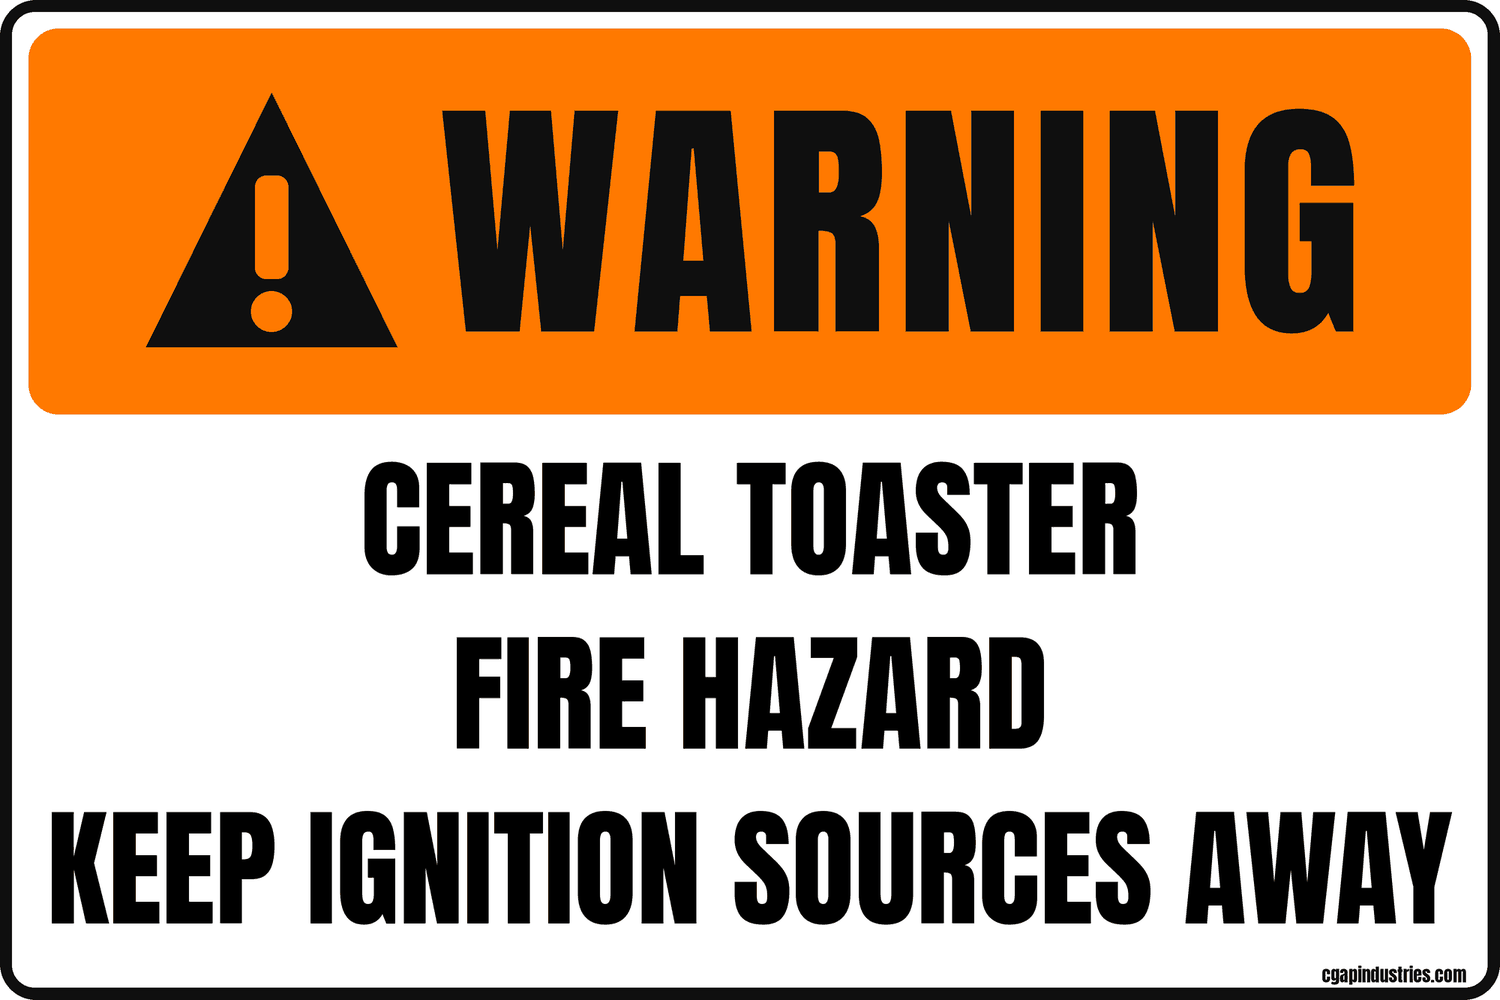 WARNING
CEREAL TOASTER
FIRE HAZARD
KEEP IGNITION SOURCES AWAY
cgapindustries.com